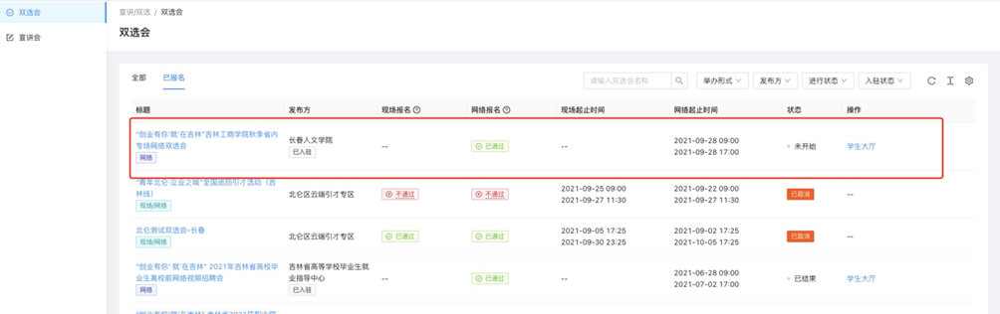 双选会
宣讲会
宣讲/双选 / 双选会
双选会
全部
已报名
请输入双选会名称
举办形式
发布方
进行状态
入驻状态
标题
发布方
现场报名
网络报名
现场起止时间
网络起止时间
状态
操作
“创业有你‘就’在吉林”吉林工商学院秋季省内
专场网络双选会
网络
长春人文学院
已入驻
--
已通过
--
2021-09-28 09:00
2021-09-28 17:00
未开始
学生大厅
“青年北仑·立业之城”全国巡回引才活动（吉
林线）
现场/网络
北仑区云端引才专区
不通过
不通过
2021-09-25 09:00
2021-09-27 11:30
2021-09-22 09:00
2021-09-27 11:30
已取消
--
北仑测试双选会-长春
现场/网络
北仑区云端引才专区
已通过
已通过
2021-09-05 17:25
2021-09-30 23:25
2021-09-02 17:25
2021-10-05 17:25
已取消
--
“创业有你‘ 就’在吉林” 2021年吉林省高校毕
业生离校前网络视频招聘会
网络
吉林省高等学校毕业生就
业指导中心
已入驻
--
已通过
--
2021-06-28 09:00
2021-07-02 17:00
已结束
学生大厅